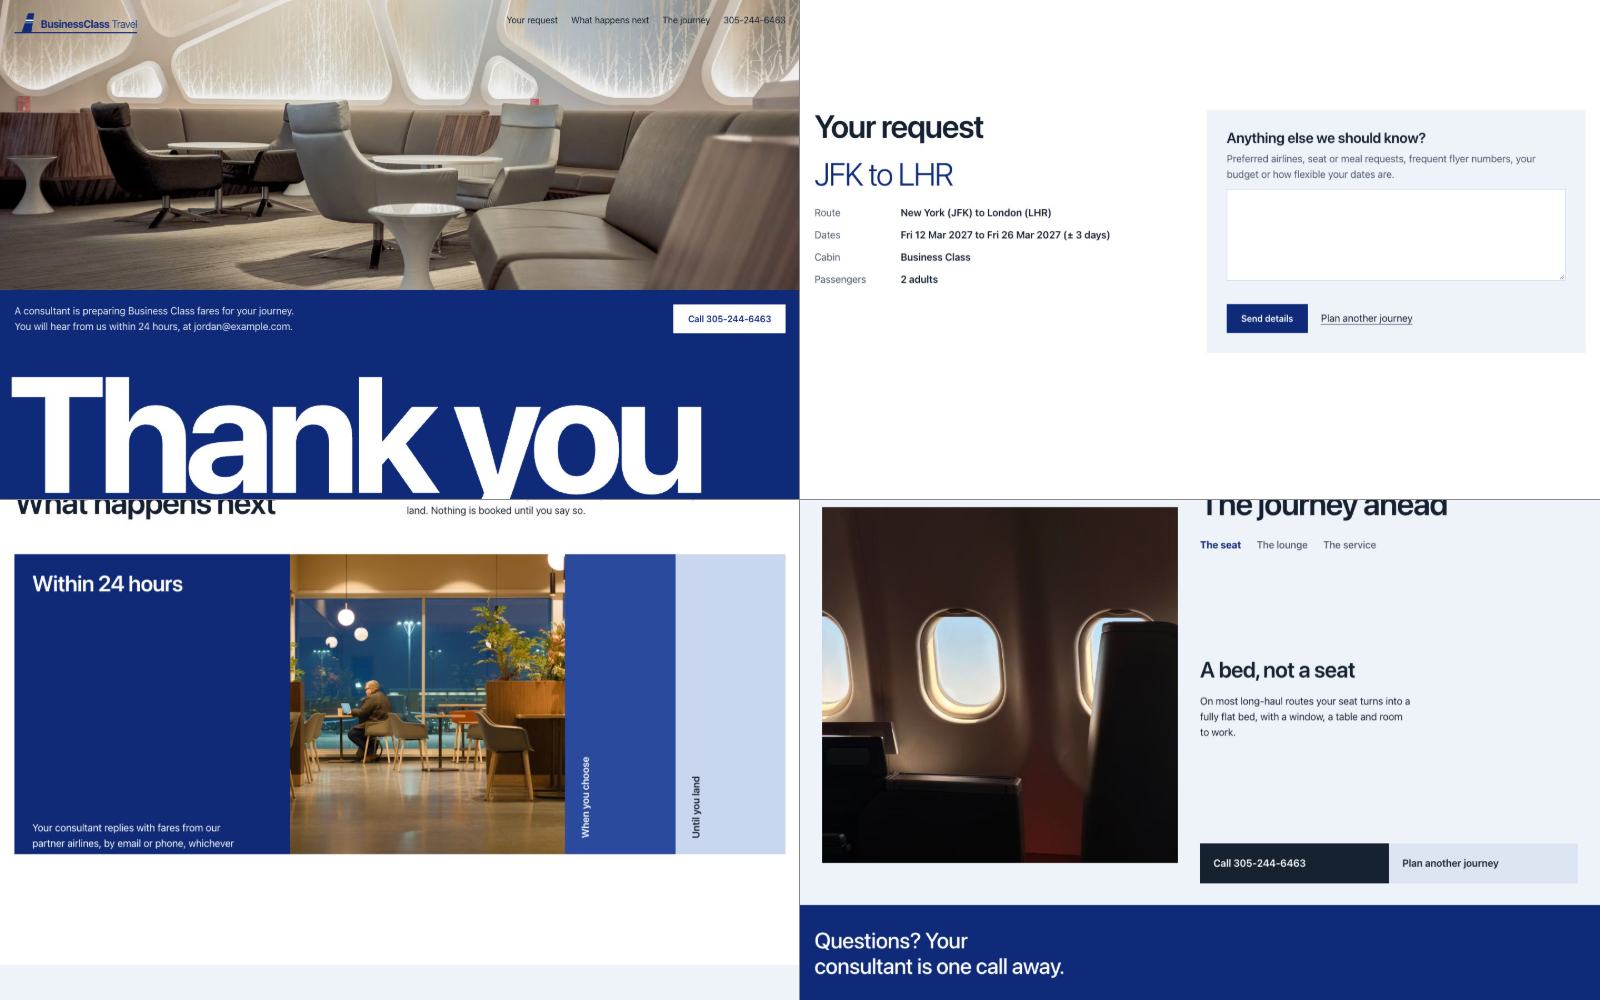 BusinessClass Travel
Your request What happens next The journey 305-244-6463
A consultant is preparing Business Class fares for your journey.
You will hear from us within 24 hours, at jordan@example.com.
Call 305-244-6463
Thank you
Your request
JFK to LHR
Route New York (JFK) to London (LHR)
Dates Fri 12 Mar 2027 to Fri 26 Mar 2027 (± 3 days)
Cabin Business Class
Passengers 2 adults
Anything else we should know?
Preferred airlines, seat or meal requests, frequent flyer numbers, your
budget or how flexible your dates are.
Send details Plan another journey
What happens next
land. Nothing is booked until you say so.
Within 24 hours
Your consultant replies with fares from our
partner airlines, by email or phone, whichever
When you choose
Until you land
The journey ahead
The seat The lounge The service
A bed, not a seat
On most long-haul routes your seat turns into a
fully flat bed, with a window, a table and room
to work.
Call 305-244-6463 Plan another journey
Questions? Your
consultant is one call away.